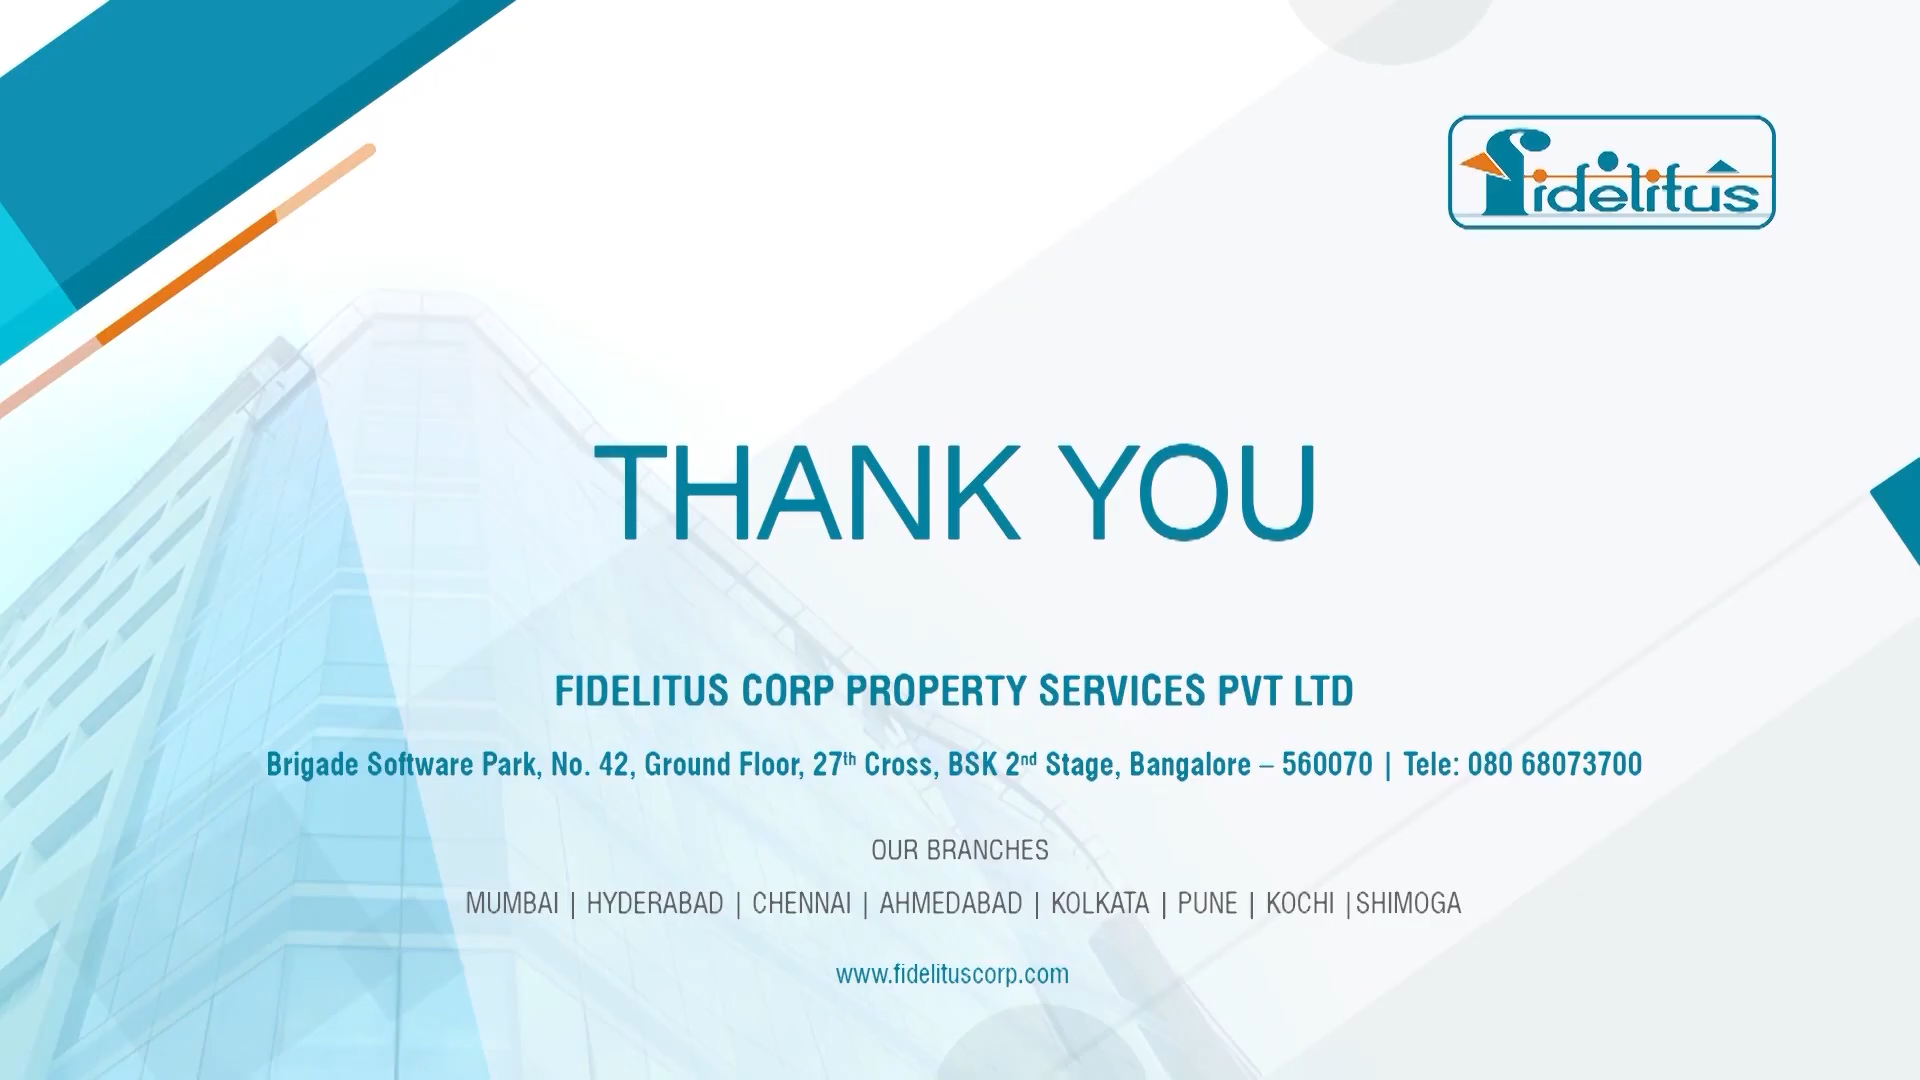 fidelitus
THANK YOU
FIDELITUS CORP PROPERTY SERVICES PVT LTD
Brigade Software Park, No. 42, Ground Floor, 27th Cross, BSK 2nd Stage, Bangalore – 560070 | Tele: 080 68073700
OUR BRANCHES
MUMBAI | HYDERABAD | CHENNAI | AHMEDABAD | KOLKATA | PUNE | KOCHI |SHIMOGA
www.fidelituscorp.com